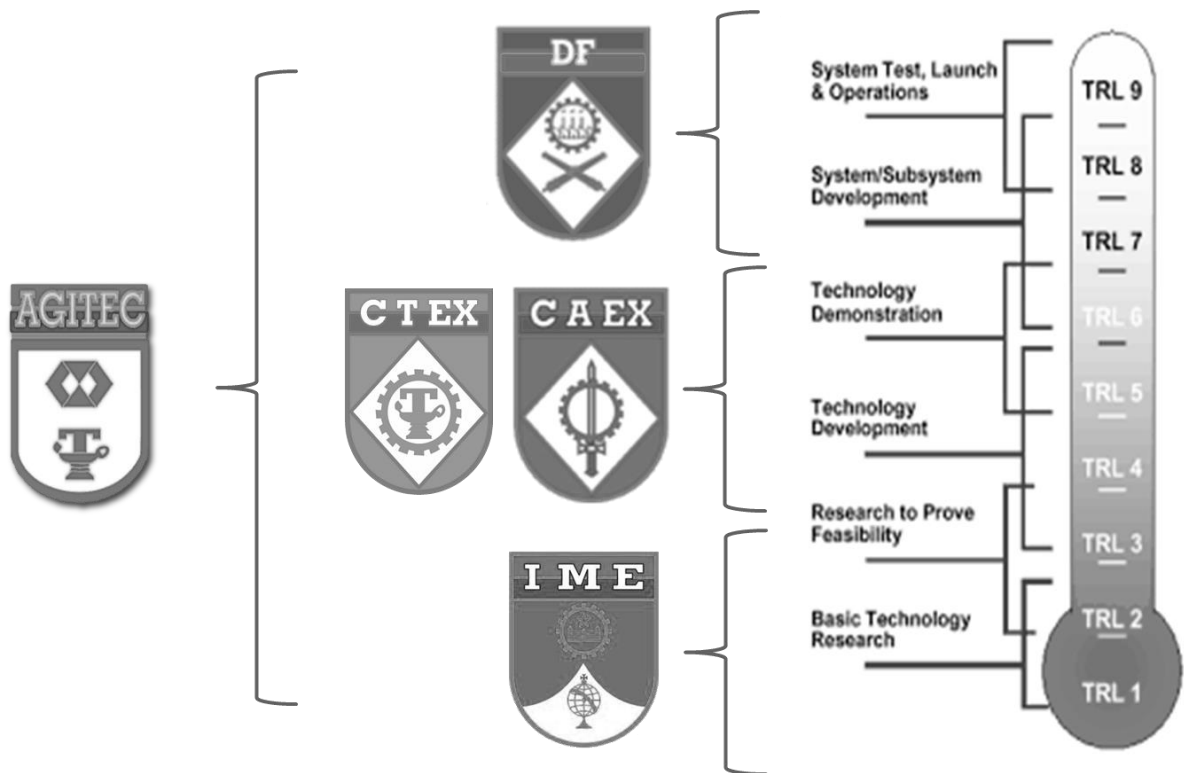 AGITEC
DF
C T EX
C A EX
I M E
System Test, Launch
& Operations
System/Subsystem
Development
Technology
Demonstration
Technology
Development
Research to Prove
Feasibility
Basic Technology
Research
TRL 9
TRL 8
TRL 7
TRL 6
TRL 5
TRL 4
TRL 3
TRL 2
TRL 1